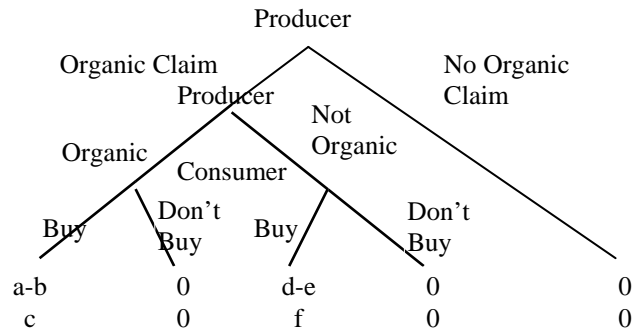 Producer
Organic Claim
No Organic
Claim
Producer
Not
Organic
Organic
Consumer
Buy
Don’t
Buy
Buy
Don’t
Buy
a-b 0 d-e 0 0
c 0 f 0 0